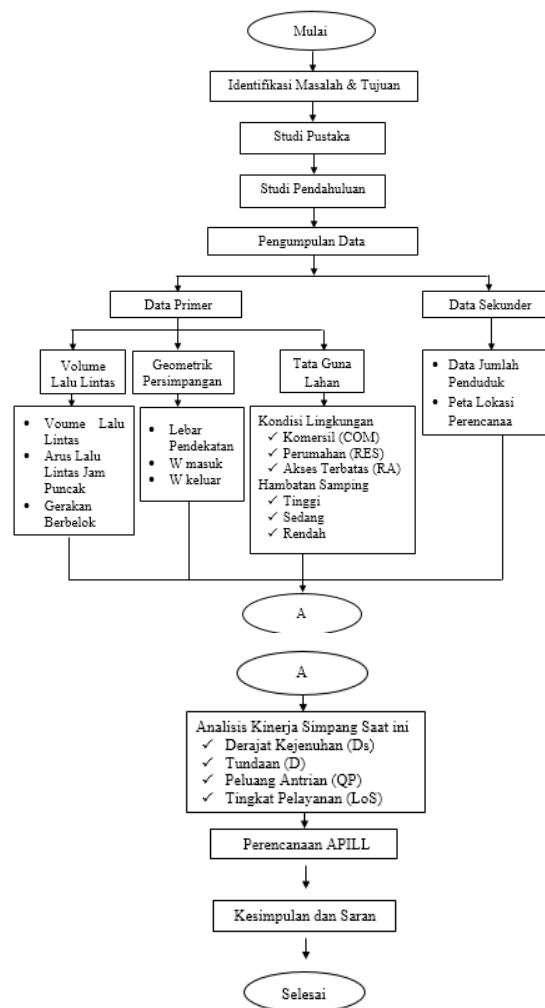 Mulai
Identifikasi Masalah & Tujuan
Studi Pustaka
Studi Pendahuluan
Pengumpulan Data
Data Primer
Data Sekunder
Volume
Lalu Lintas
Geometrik
Persimpangan
Tata Guna
Lahan
• Data Jumlah
Penduduk
• Peta Lokasi
Perencanaa
• Voume Lalu
Lintas
• Arus Lalu
Lintas Jam
Puncak
• Gerakan
Berbelok
• Lebar
Pendekatan
• W masuk
• W keluar
Kondisi Lingkungan
✓ Komersil (COM)
✓ Perumahan (RES)
✓ Akses Terbatas (RA)
Hambatan Samping
✓ Tinggi
✓ Sedang
✓ Rendah
A
A
Analisis Kinerja Simpang Saat ini
✓ Derajat Kejenuhan (Ds)
✓ Tundaan (D)
✓ Peluang Antrian (QP)
✓ Tingkat Pelayanan (LoS)
Perencanaan APILL
Kesimpulan dan Saran
Selesai